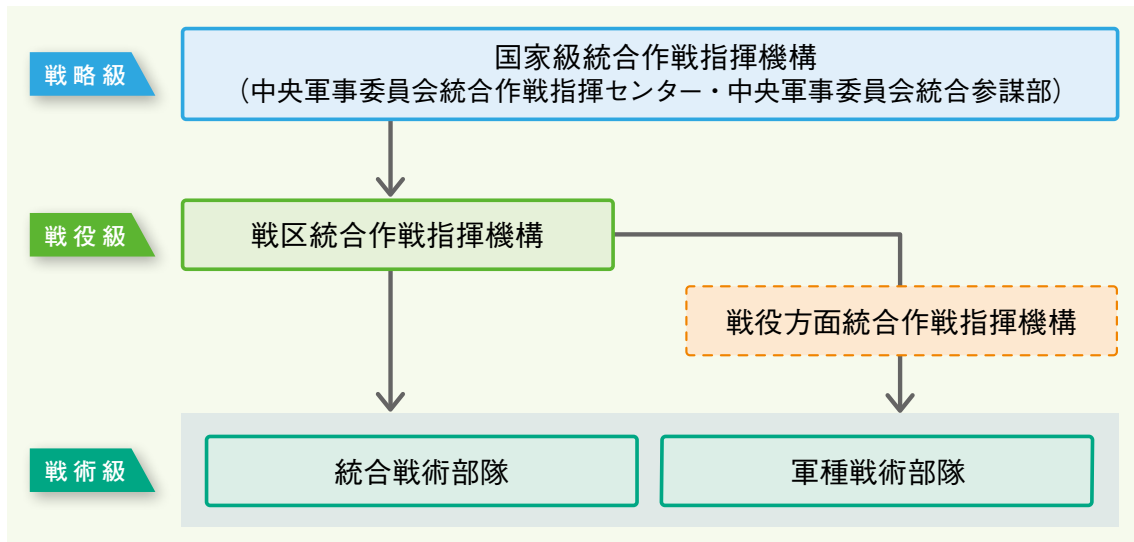 戦略級
国家級統合作戦指揮機構
（中央軍事委員会統合作戦指揮センター・中央軍事委員会統合参謀部）
戦役級
戦区統合作戦指揮機構
戦役方面統合作戦指揮機構
戦術級
統合戦術部隊
軍種戦術部隊